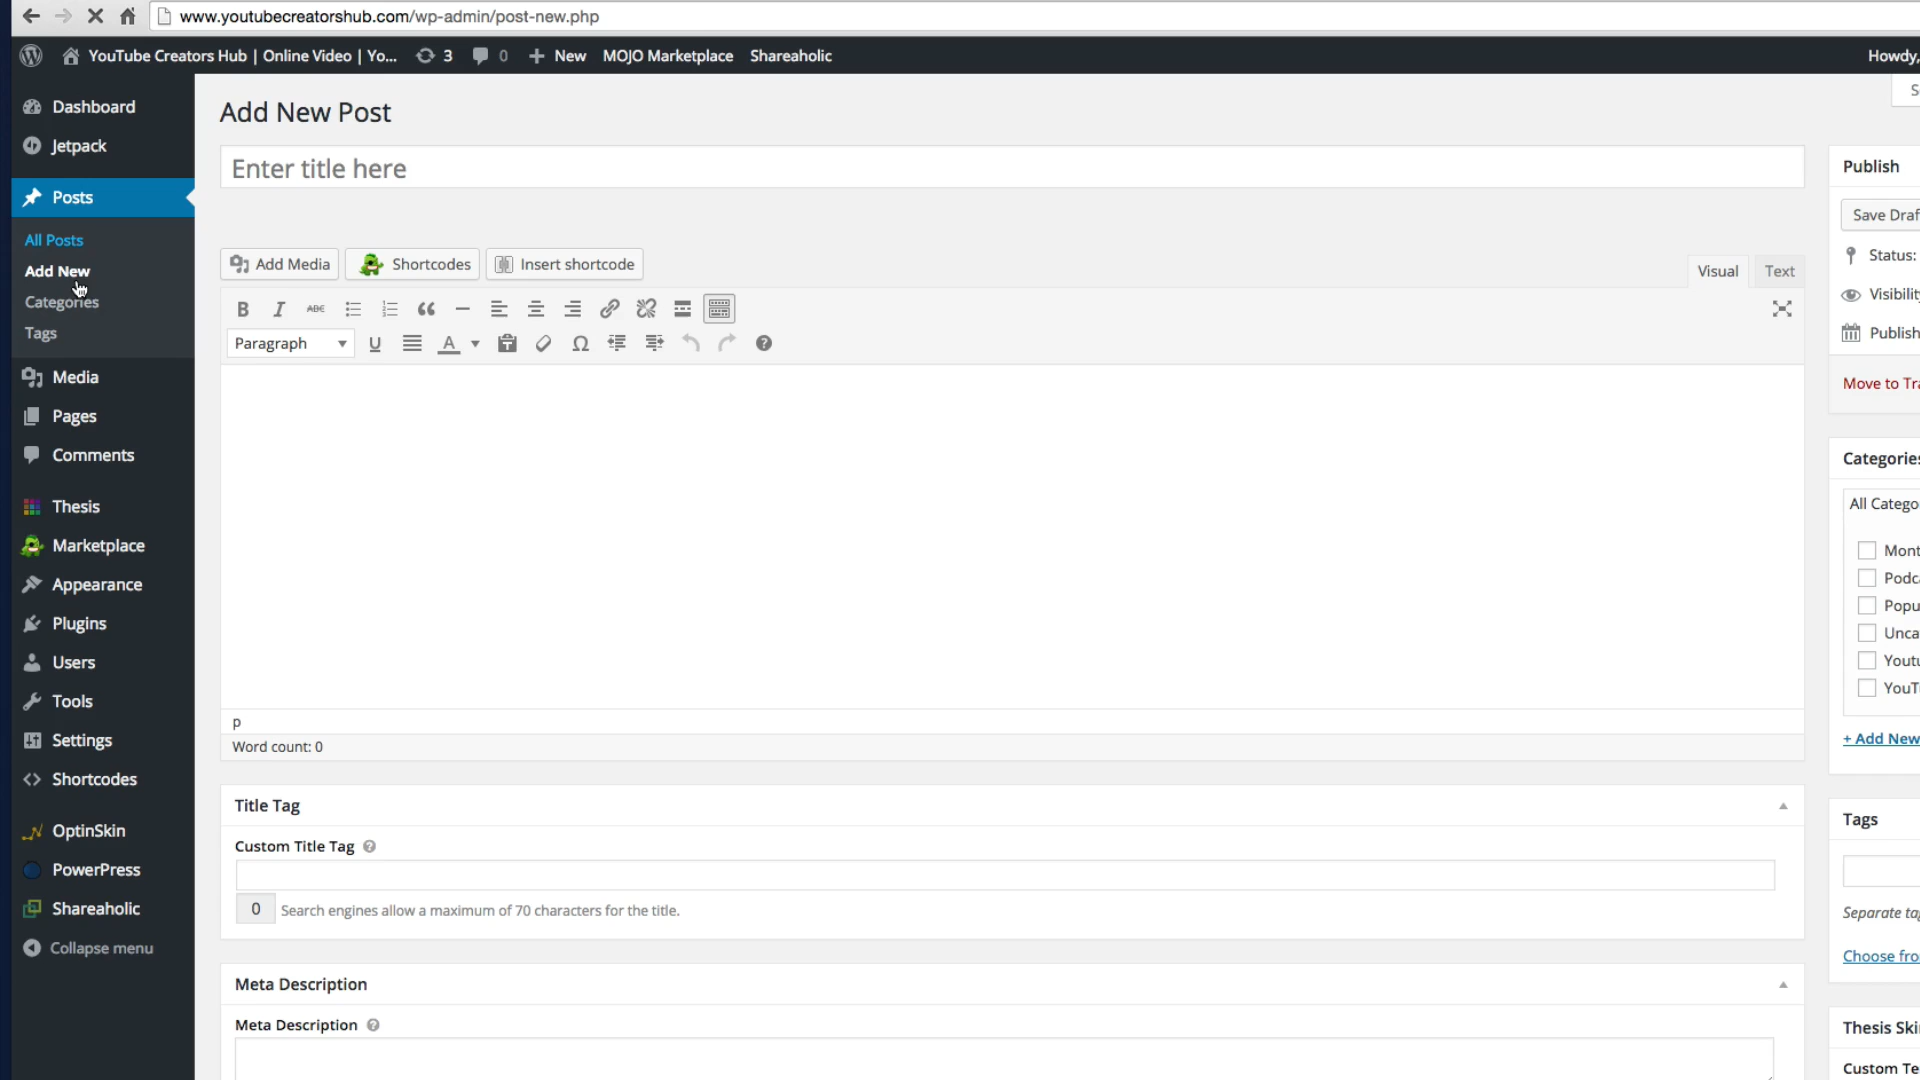 www.youtubecreatorshub.com/wp-admin/post-new.php
YouTube Creators Hub | Online Video | Yo... 3 0 New MOJO Marketplace Shareaholic Howdy,
Dashboard
Jetpack
Posts
All Posts
Add New
Categories
Tags
Media
Pages
Comments
Thesis
Marketplace
Appearance
Plugins
Users
Tools
Settings
Shortcodes
OptinSkin
PowerPress
Shareaholic
Collapse menu
Add New Post
Enter title here
Add Media Shortcodes Insert shortcode
Visual Text
B I ABC
Paragraph U A Ω
p
Word count: 0
Title Tag
Custom Title Tag
0 Search engines allow a maximum of 70 characters for the title.
Meta Description
Meta Description
S
Publish
Save Draf
Status:
Visibility
Publish
Move to Tra
Categories
All Catego
Mont
Podca
Popu
Unca
Youtu
YouT
+ Add New
Tags
Separate tag
Choose fro
Thesis Ski
Custom Te